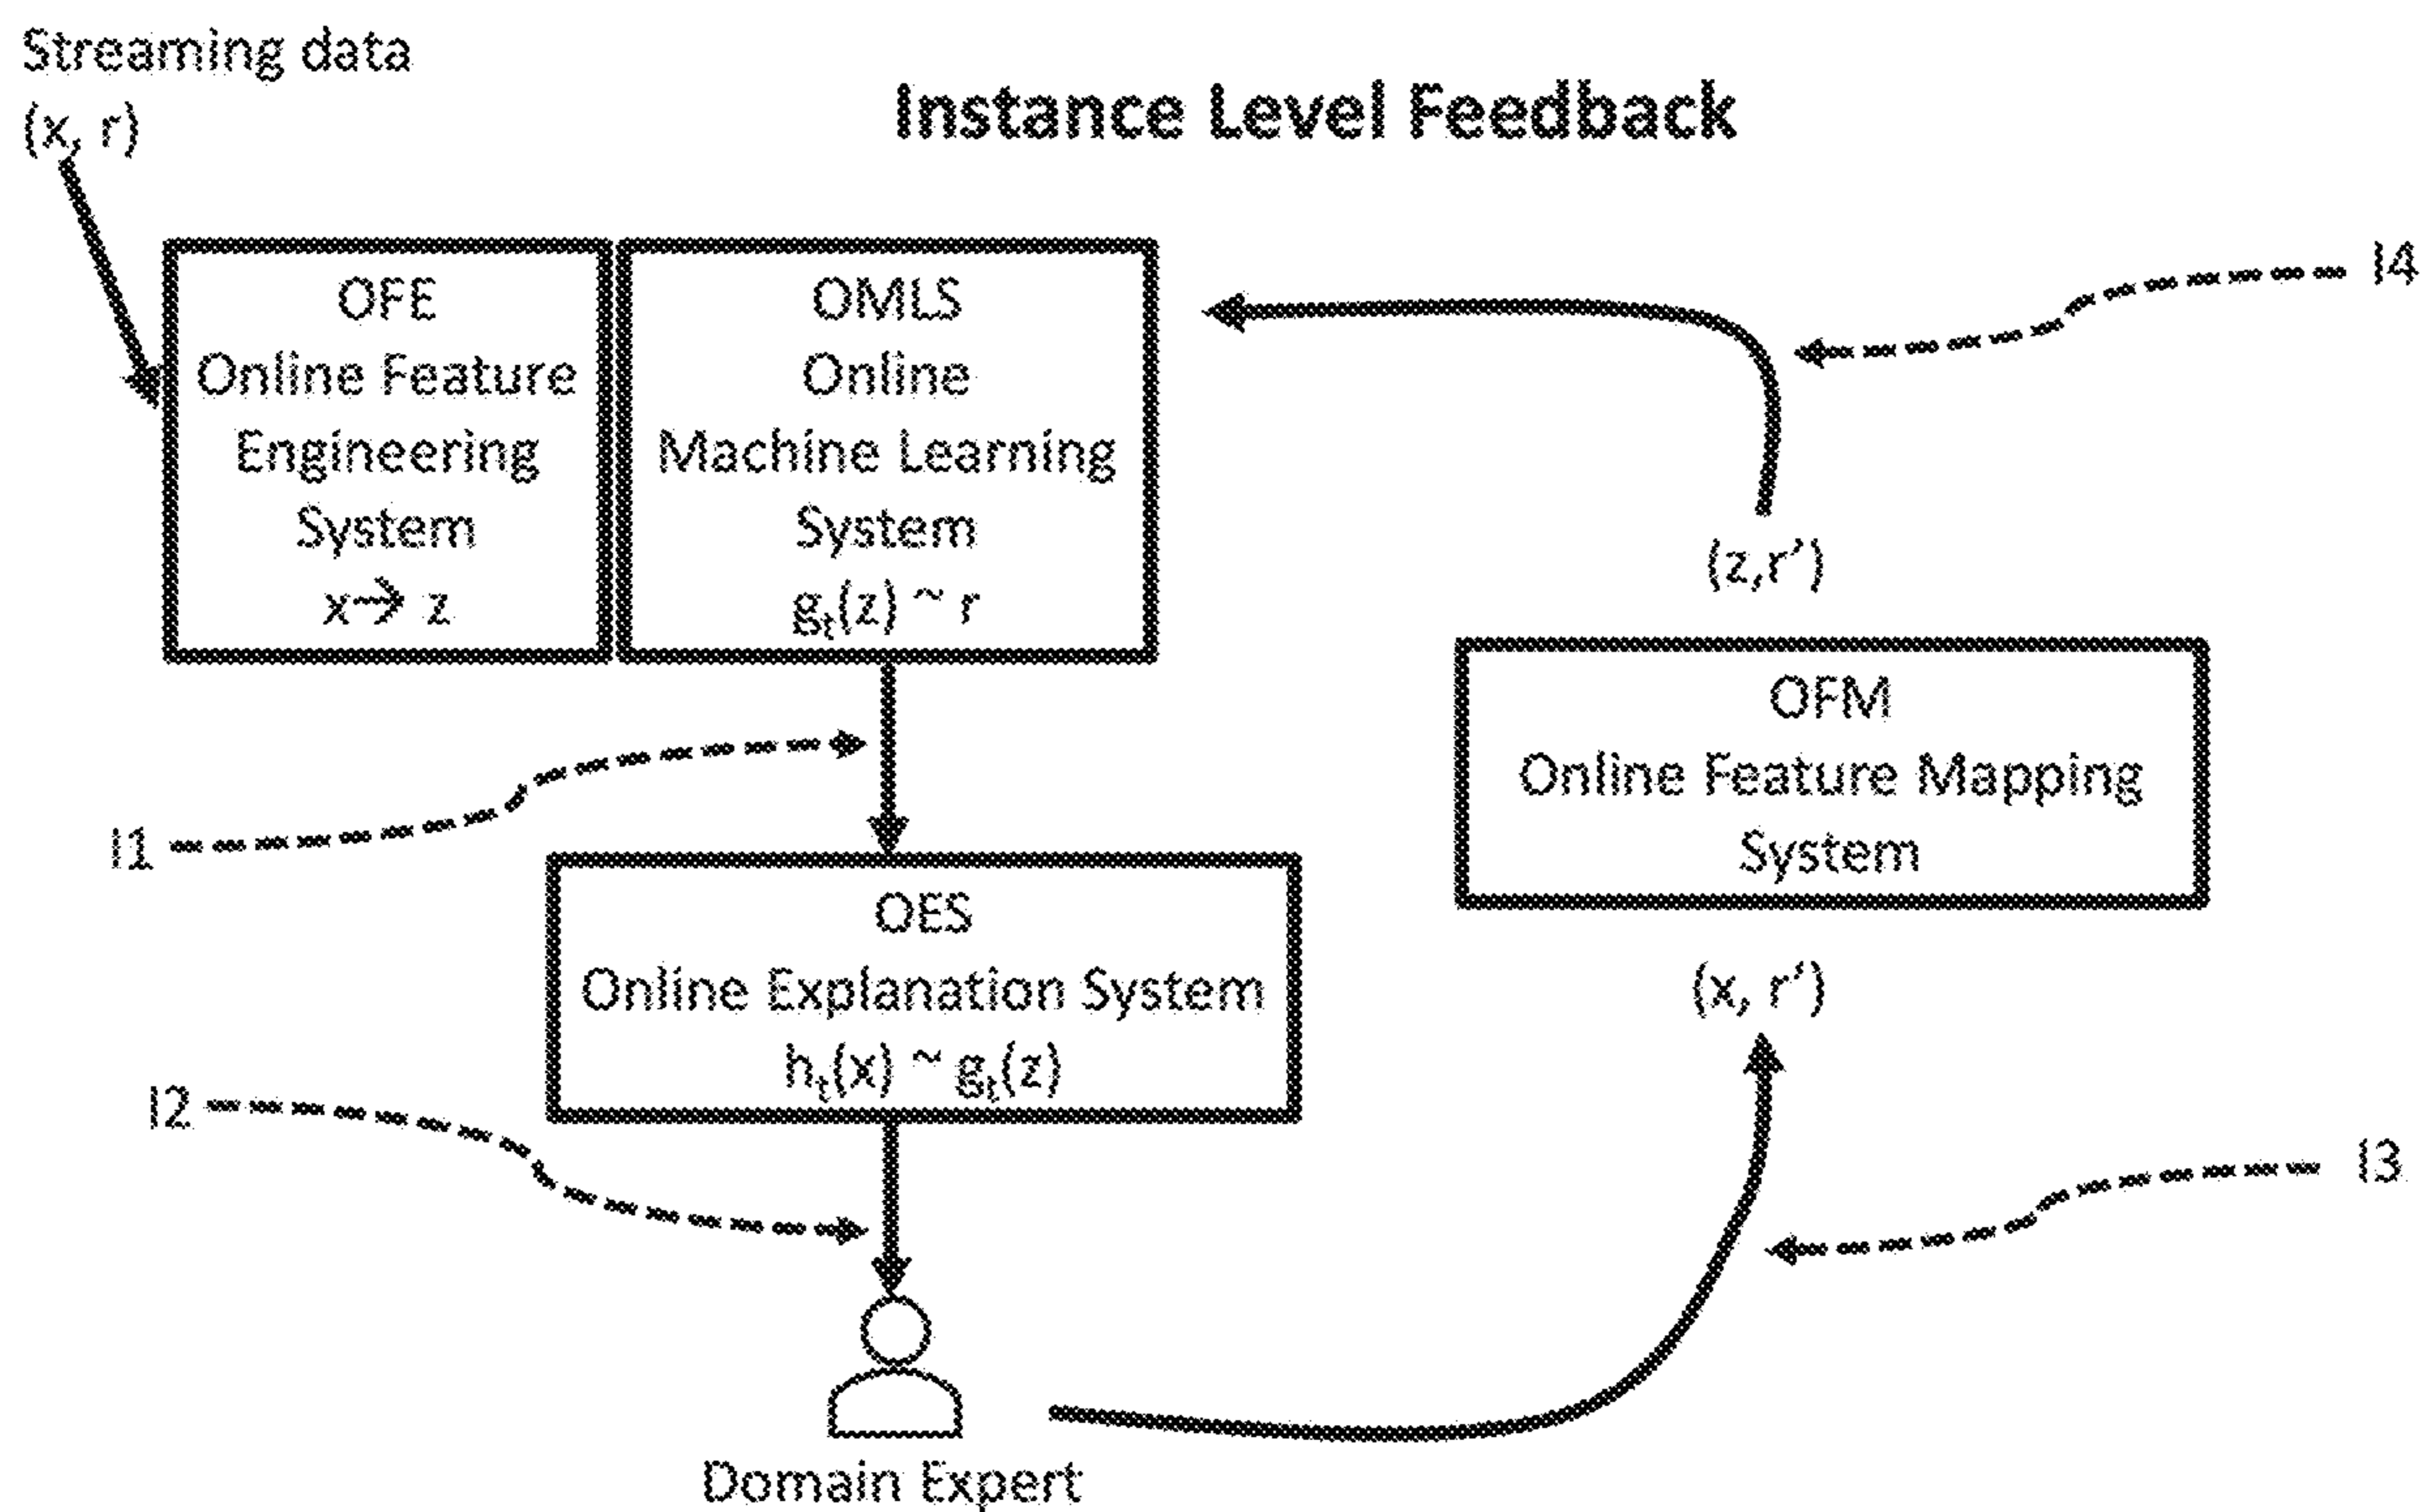 Streaming data
(x, r)
Instance Level Feedback
OFE
Online Feature
Engineering
System
x→ z
OMLS
Online
Machine Learning
System
gₜ(z) ~ r
I4
(z,r')
OFM
Online Feature Mapping
System
I1
OES
Online Explanation System
hₜ(x) ~ gₜ(z)
(x, r')
I2
I3
Domain Expert